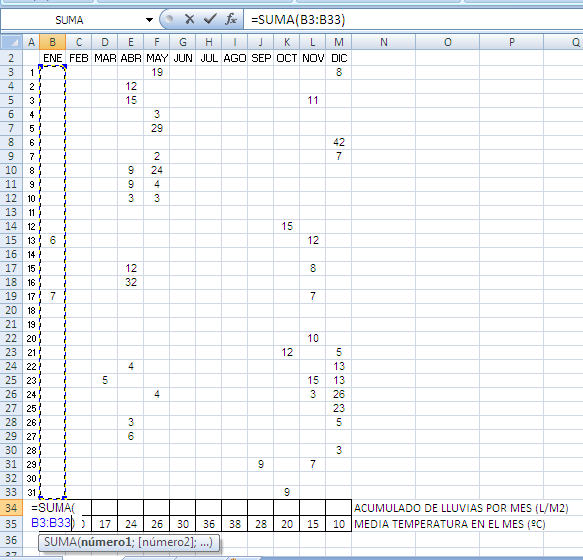 SUMA =SUMA(B3:B33)
A B C D E F G H I J K L M N O P Q
2 ENE FEB MAR ABR MAY JUN JUL AGO SEP OCT NOV DIC
3 1 19 8
4 2 12
5 3 15 11
6 4 3
7 5 29
8 6 42
9 7 2 7
10 8 9 24
11 9 9 4
12 10 3 3
13 11
14 12 15
15 13 6 12
16 14
17 15 12 8
18 16 32
19 17 7 7
20 18
21 19
22 20 10
23 21 12 5
24 22 4 13
25 23 5 15 13
26 24 4 3 26
27 25 23
28 26 3 5
29 27 6
30 28 3
31 29 9 7
32 30
33 31 9
34 =SUMA( ACUMADO DE LLUVIAS POR MES (L/M2)
35 B3:B33) 17 24 26 30 36 38 28 20 15 10 MEDIA TEMPERATURA EN EL MES (ºC)
36 SUMA(número1; [número2]; ...)
37
38